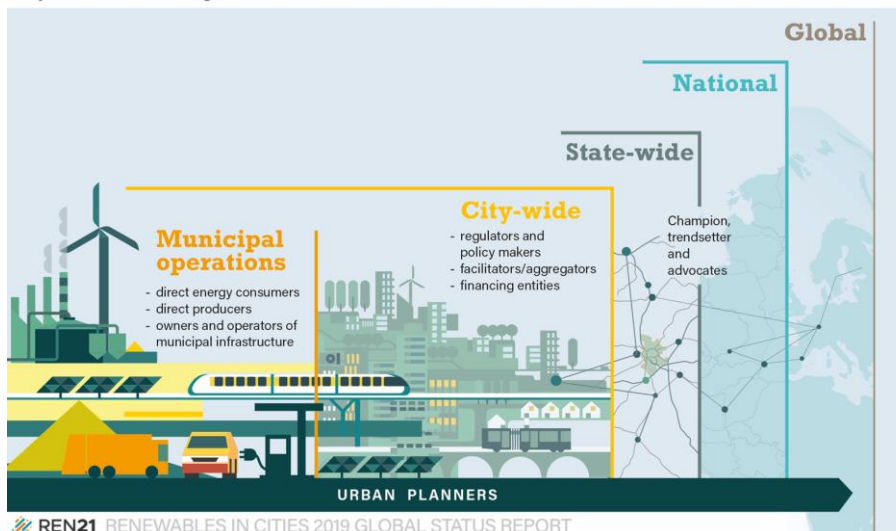 Global
National
State-wide
City-wide
- regulators and
policy makers
- facilitators/aggregators
- financing entities
Champion,
trendsetter
and
advocates
Municipal
operations
- direct energy consumers
- direct producers
- owners and operators of
municipal infrastructure
URBAN PLANNERS
REN21 RENEWABLES IN CITIES 2019 GLOBAL STATUS REPORT